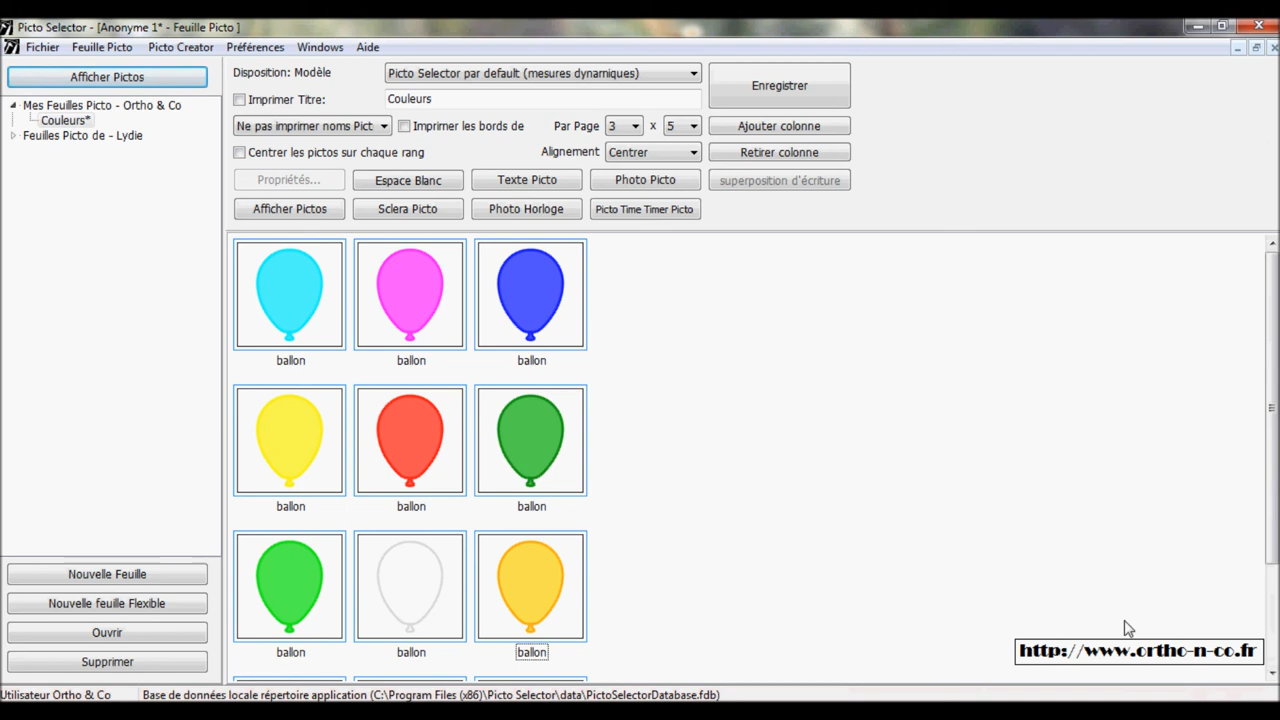 Picto Selector - [Anonyme 1* - Feuille Picto ]
Fichier Feuille Picto Picto Creator Préférences Windows Aide
Afficher Pictos
Mes Feuilles Picto - Ortho & Co
Couleurs*
Feuilles Picto de - Lydie
Disposition: Modèle Picto Selector par default (mesures dynamiques) Enregistrer
Imprimer Titre: Couleurs
Ne pas imprimer noms Pict Imprimer les bords de Par Page 3 x 5 Ajouter colonne
Centrer les pictos sur chaque rang Alignement Centrer Retirer colonne
Propriétés... Espace Blanc Texte Picto Photo Picto superposition d'écriture
Afficher Pictos Sclera Picto Photo Horloge Picto Time Timer Picto
ballon ballon ballon
ballon ballon ballon
ballon ballon ballon
Nouvelle Feuille
Nouvelle feuille Flexible
Ouvrir
Supprimer
http://www.ortho-n-co.fr
Utilisateur Ortho & Co Base de données locale répertoire application (C:\Program Files (x86)\Picto Selector\data\PictoSelectorDatabase.fdb)